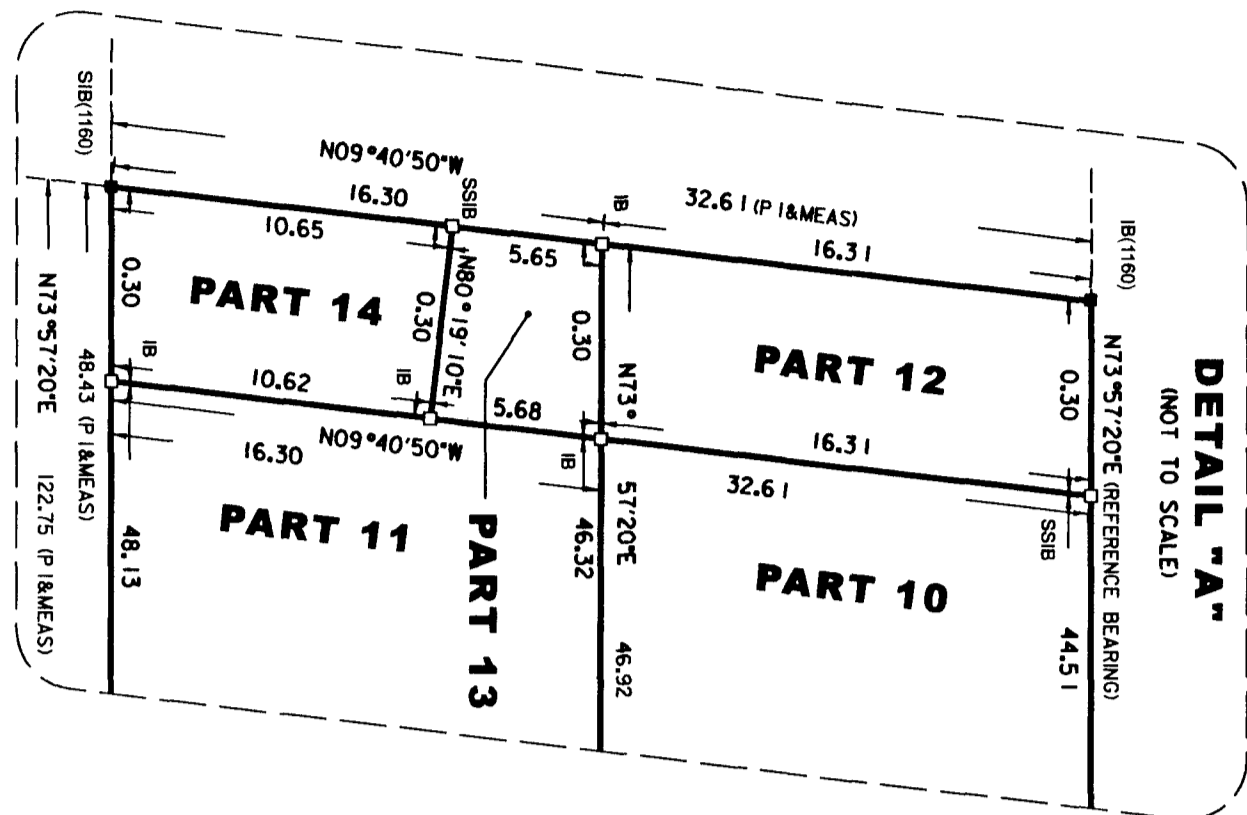 DETAIL "A"
(NOT TO SCALE)
SIB(1160)
N09°40'50"W
16.30
SSIB
10.65
5.65
IB
32.61 (P1&MEAS)
16.31
IB(1160)
N73°57'20"E (REFERENCE BEARING)
0.30
PART 14
0.30
N80°19'10"E
0.30
N73°
PART 12
0.30
IB
10.62
IB
5.68
N09°40'50"W
16.30
IB
16.31
32.61
SSIB
PART 11
PART 13
57'20"E
46.32
46.92
PART 10
44.51
48.13
48.43 (P1&MEAS)
N73°57'20"E 122.75 (P1&MEAS)